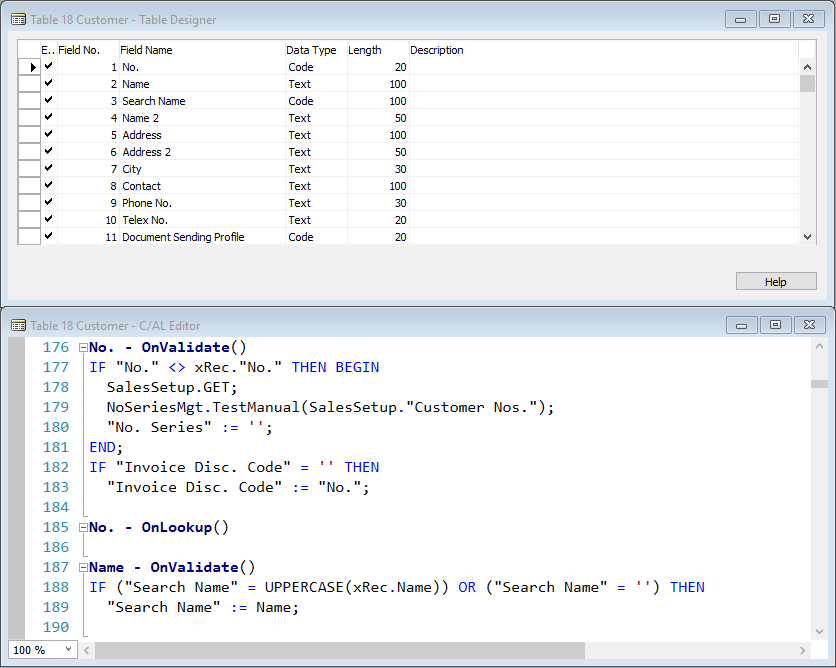 Table 18 Customer - Table Designer
E.. Field No. Field Name Data Type Length Description
1 No. Code 20
2 Name Text 100
3 Search Name Code 100
4 Name 2 Text 50
5 Address Text 100
6 Address 2 Text 50
7 City Text 30
8 Contact Text 100
9 Phone No. Text 30
10 Telex No. Text 20
11 Document Sending Profile Code 20
Help
Table 18 Customer - C/AL Editor
176 No. - OnValidate()
177 IF "No." <> xRec."No." THEN BEGIN
178 SalesSetup.GET;
179 NoSeriesMgt.TestManual(SalesSetup."Customer Nos.");
180 "No. Series" := '';
181 END;
182 IF "Invoice Disc. Code" = '' THEN
183 "Invoice Disc. Code" := "No.";
184
185 No. - OnLookup()
186
187 Name - OnValidate()
188 IF ("Search Name" = UPPERCASE(xRec.Name)) OR ("Search Name" = '') THEN
189 "Search Name" := Name;
190
100 %